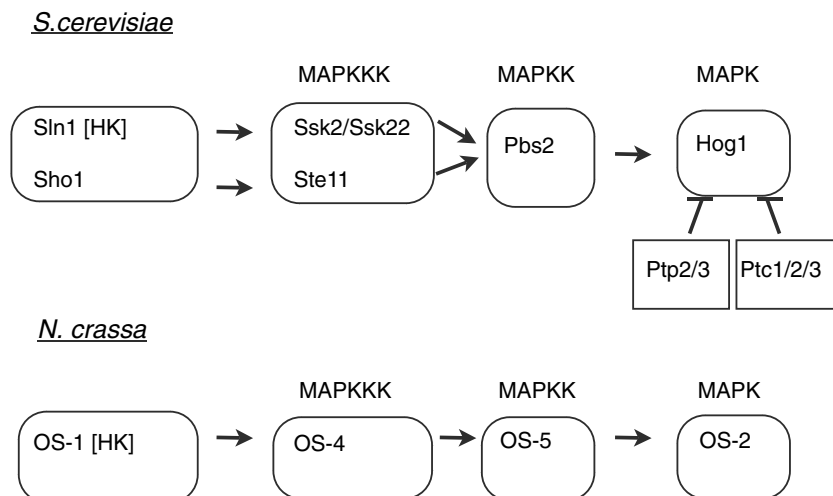 S.cerevisiae
MAPKKK MAPKK MAPK
Sln1 [HK] Ssk2/Ssk22 Pbs2 Hog1
Sho1 Ste11
Ptp2/3 Ptc1/2/3
N. crassa
MAPKKK MAPKK MAPK
OS-1 [HK] OS-4 OS-5 OS-2